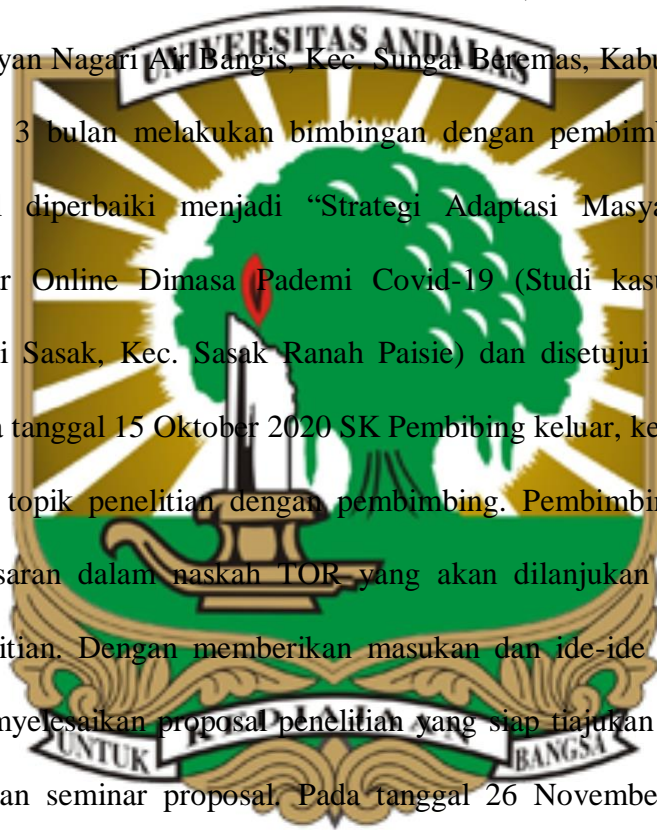 UNIVERSITAS ANDALAS
yan Nagari Air Bangis, Kec. Sungai Beremas, Kabu
3 bulan melakukan bimbingan dengan pembimb
diperbaiki menjadi “Strategi Adaptasi Masya
r Online Dimasa Pademi Covid-19 (Studi kasu
i Sasak, Kec. Sasak Ranah Paisie) dan disetujui
a tanggal 15 Oktober 2020 SK Pembibing keluar, ke
topik penelitian dengan pembimbing. Pembimbin
saran dalam naskah TOR yang akan dilanjukan
itian. Dengan memberikan masukan dan ide-ide
nyelesaikan proposal penelitian yang siap tiajukan
UNTUK KEDJAJAAN BANGSA
an seminar proposal. Pada tanggal 26 Novembe